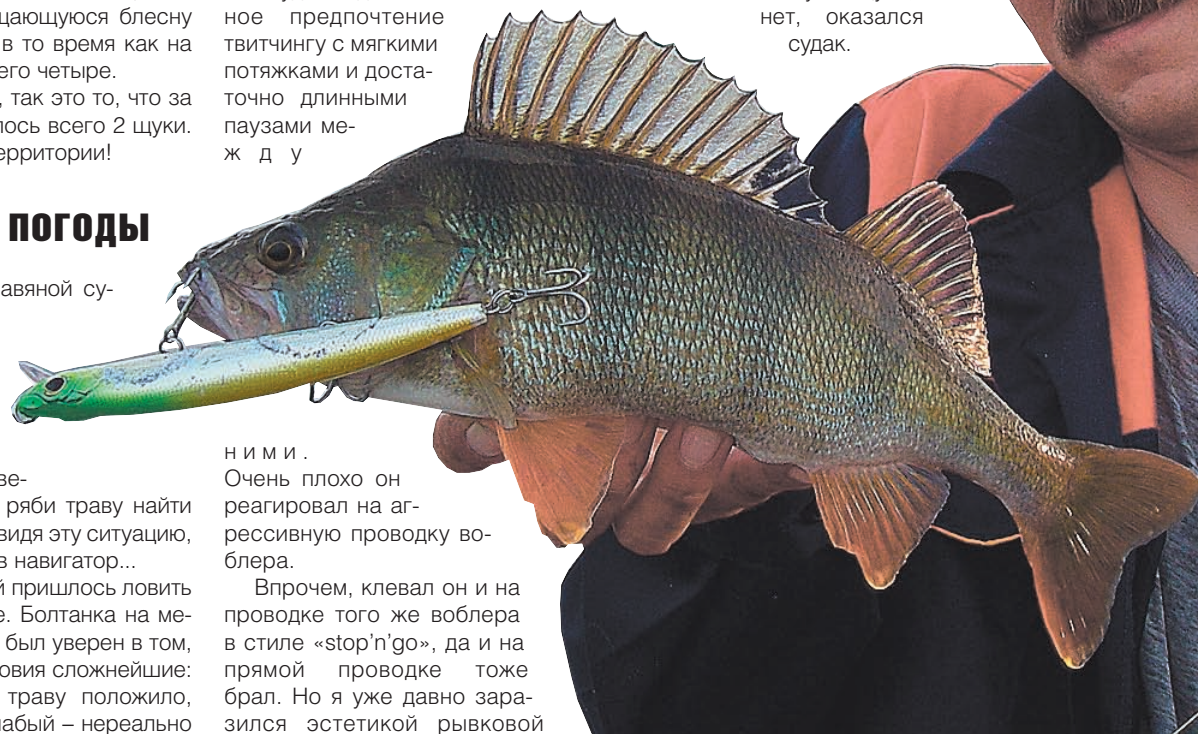 щающуюся блесну
в то время как на
его четыре.
, так это то, что за
лось всего 2 щуки.
ерритории!
погоды
авяной су-
ве-
ряби траву найти
видя эту ситуацию,
в навигатор...
й пришлось ловить
е. Болтанка на ме-
был уверен в том,
овия сложнейшие:
траву положило,
лабый – нереально
ное предпочтение
твитчингу с мягкими
потяжками и доста-
точно длинными
паузами ме-
ж д у
н и м и .
Очень плохо он
реагировал на аг-
рессивную проводку во-
блера.
Впрочем, клевал он и на
проводке того же воблера
в стиле «stop’n’go», да и на
прямой проводке тоже
брал. Но я уже давно зара-
зился эстетикой рывковой
нет, оказался
судак.